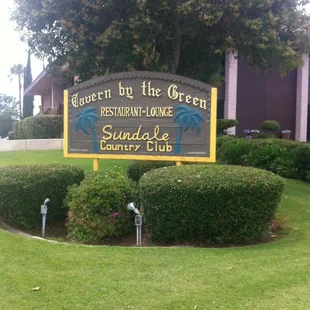 Tavern by the Green
RESTAURANT-LOUNGE
Sundale
Country Club